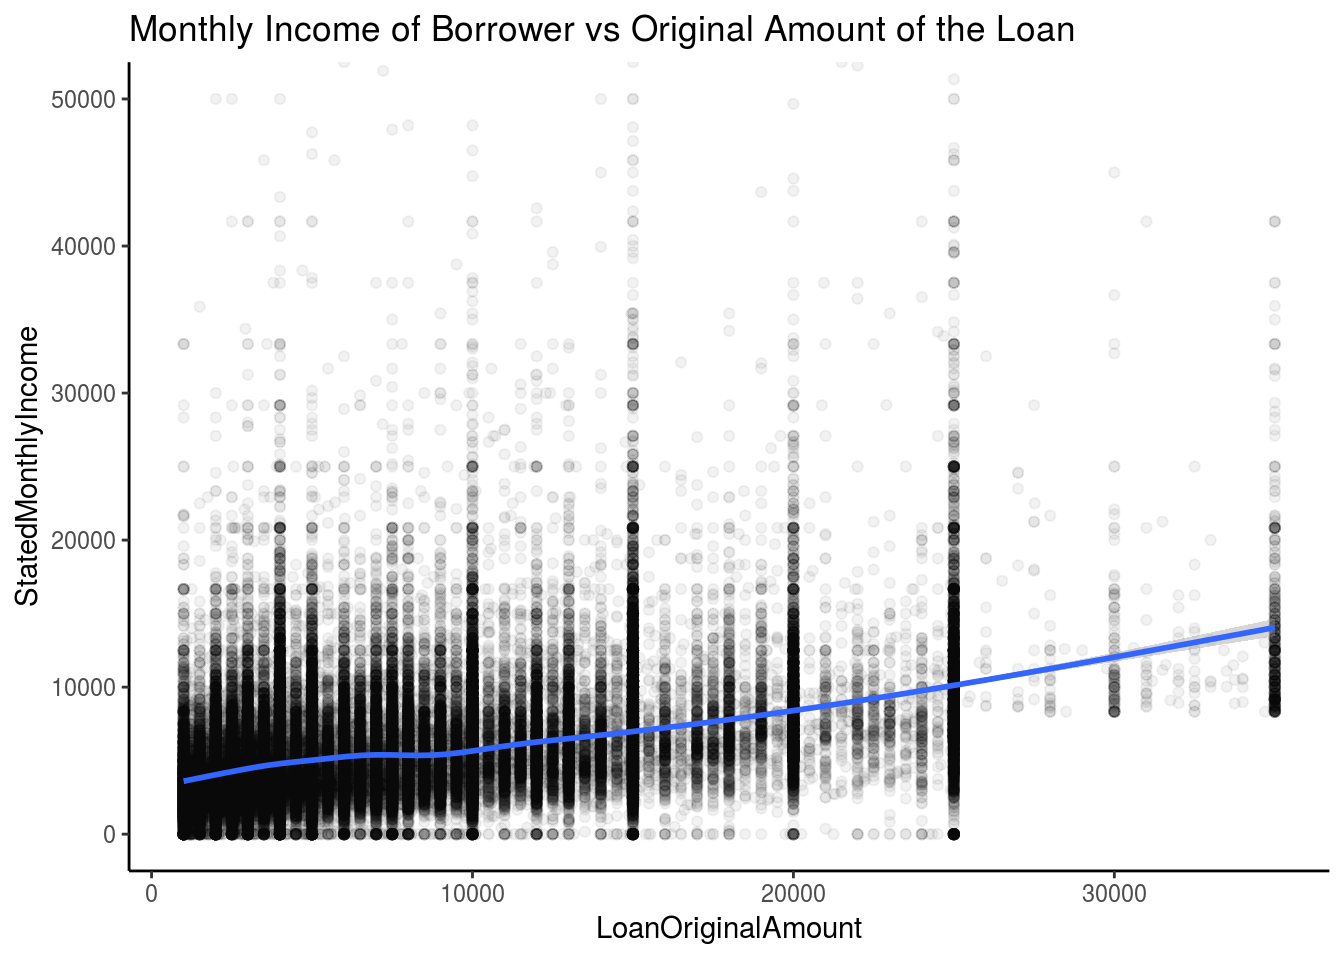 Monthly Income of Borrower vs Original Amount of the Loan
50000
40000
30000
20000
10000
0
StatedMonthlyIncome
0 10000 20000 30000
LoanOriginalAmount